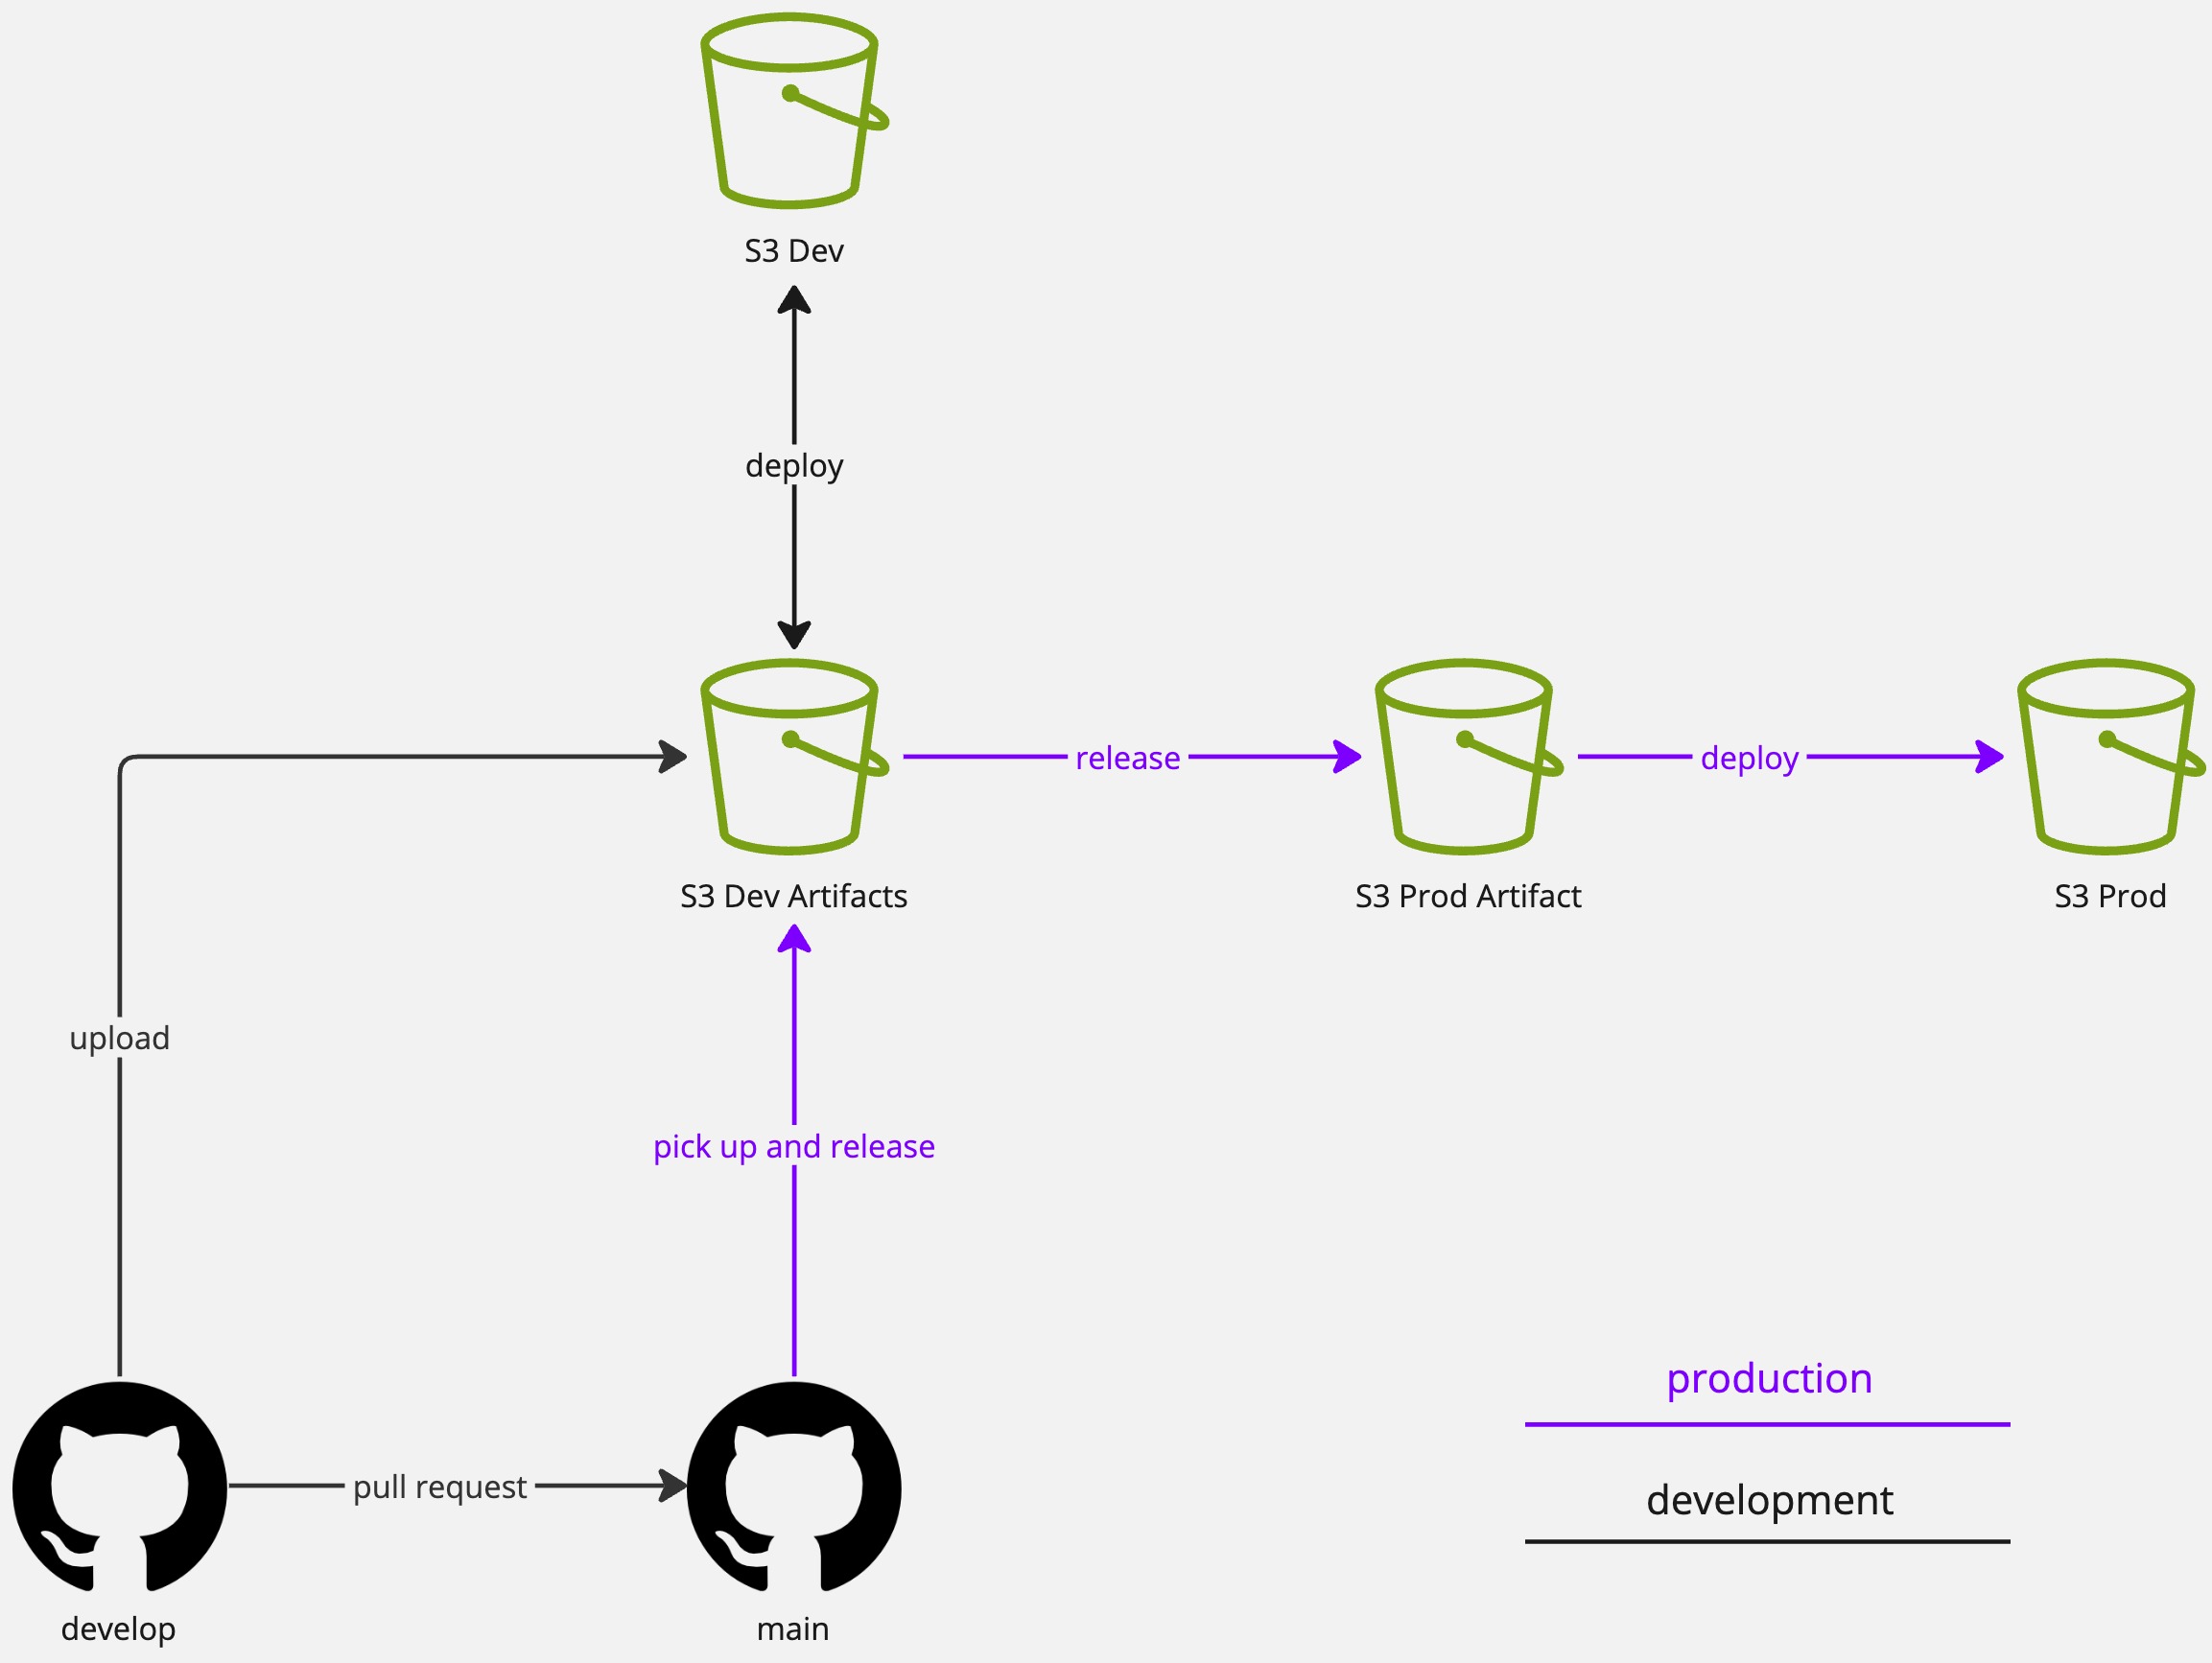 S3 Dev
deploy
S3 Dev Artifacts
release
S3 Prod Artifact
deploy
S3 Prod
upload
pick up and release
pull request
develop
main
production
development